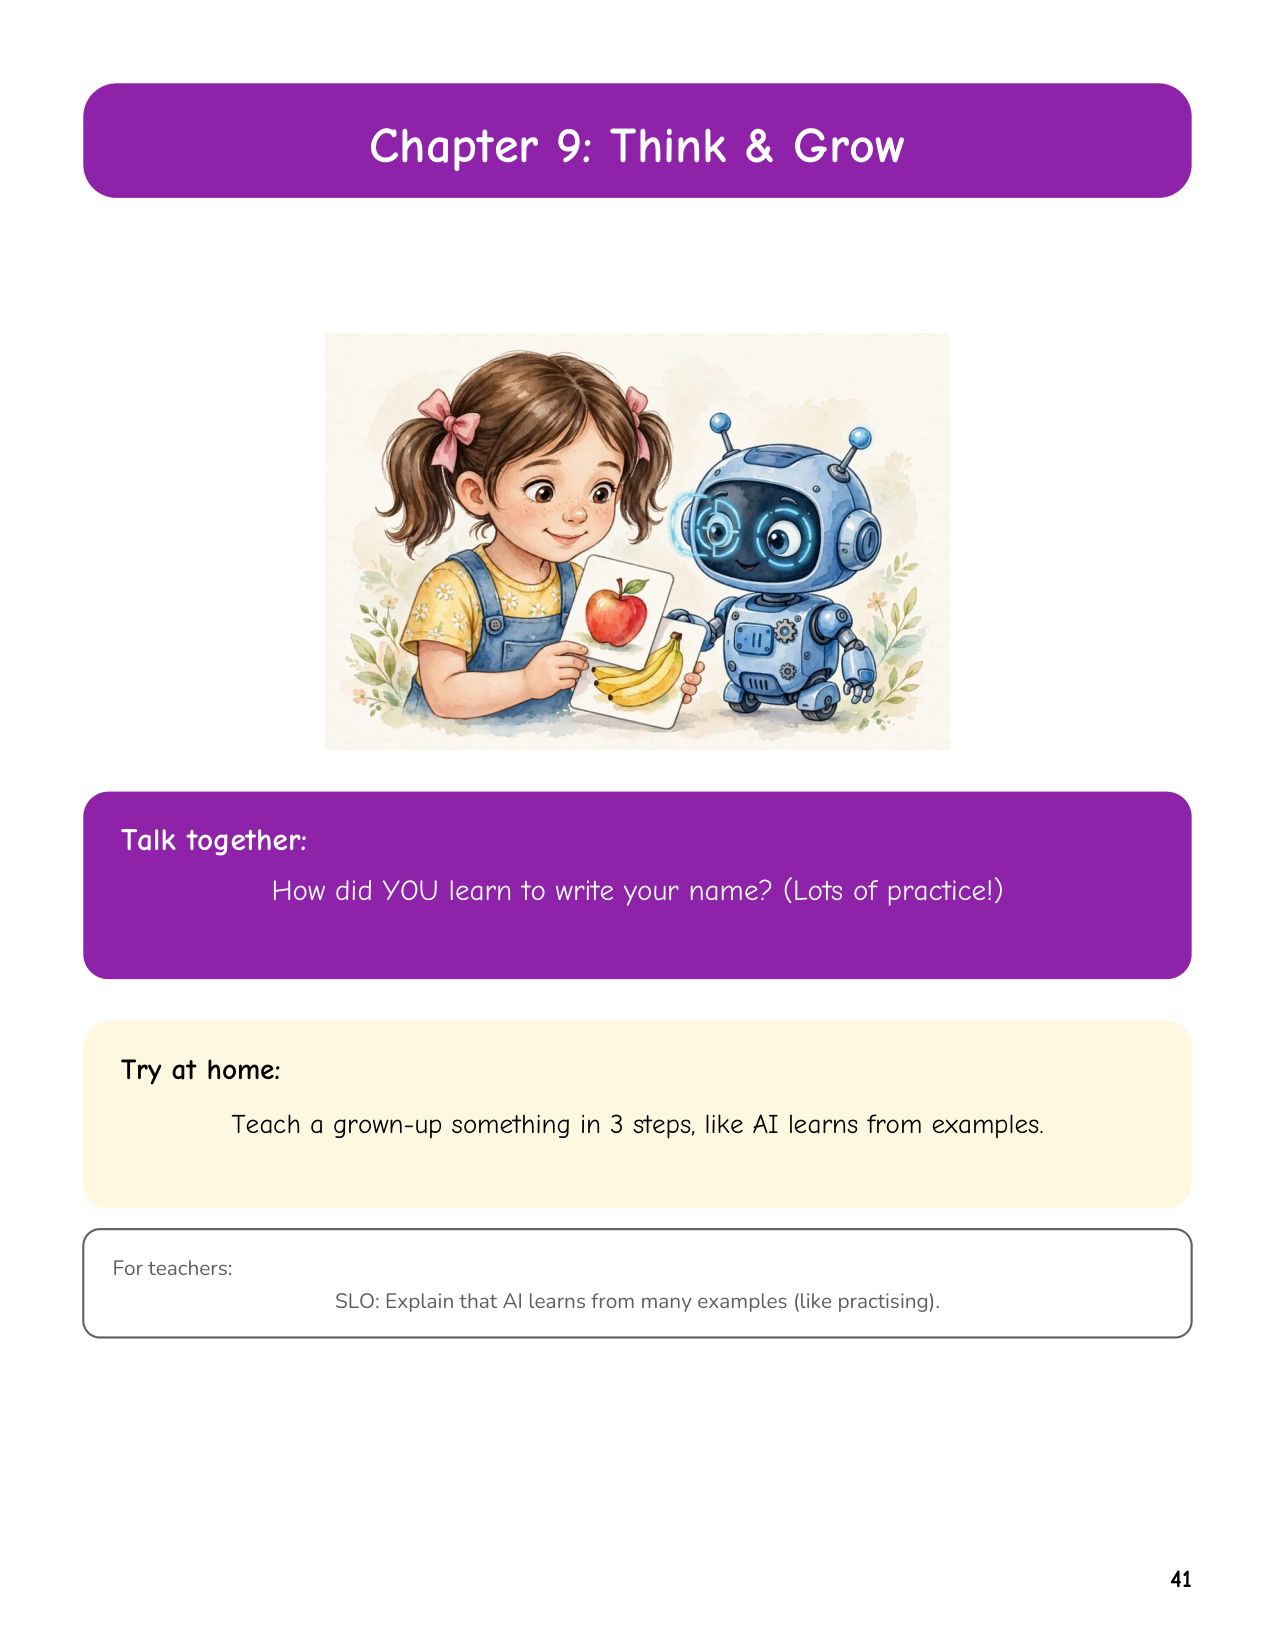 Chapter 9: Think & Grow
Talk together:
How did YOU learn to write your name? (Lots of practice!)
Try at home:
Teach a grown-up something in 3 steps, like AI learns from examples.
For teachers:
SLO: Explain that AI learns from many examples (like practising).
41